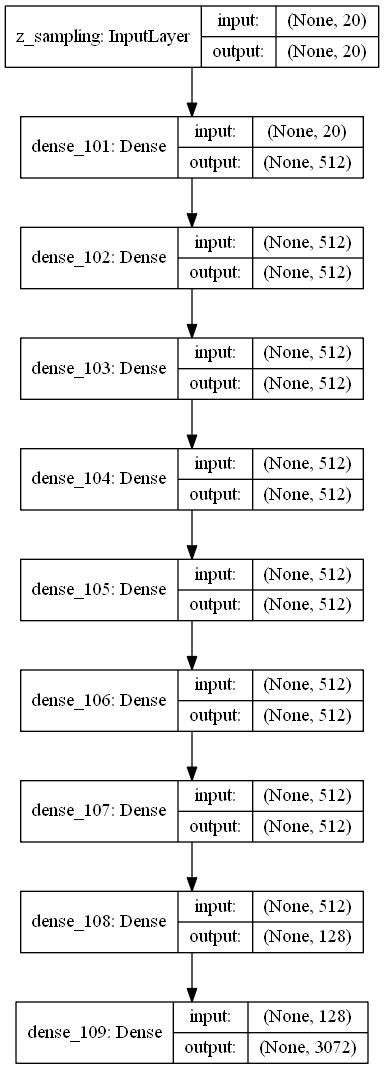 z_sampling: InputLayer
input: (None, 20)
output: (None, 20)
dense_101: Dense
input: (None, 20)
output: (None, 512)
dense_102: Dense
input: (None, 512)
output: (None, 512)
dense_103: Dense
input: (None, 512)
output: (None, 512)
dense_104: Dense
input: (None, 512)
output: (None, 512)
dense_105: Dense
input: (None, 512)
output: (None, 512)
dense_106: Dense
input: (None, 512)
output: (None, 512)
dense_107: Dense
input: (None, 512)
output: (None, 512)
dense_108: Dense
input: (None, 512)
output: (None, 128)
dense_109: Dense
input: (None, 128)
output: (None, 3072)